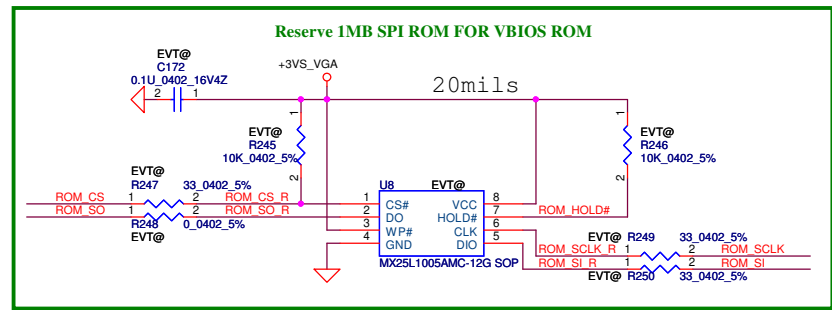 Reserve 1MB SPI ROM FOR VBIOS ROM
EVT@
C172
0.1U_0402_16V4Z
2 1
+3VS_VGA
20mils
1
EVT@
R245
10K_0402_5%
2
1
EVT@
R246
10K_0402_5%
2
EVT@
R247
33_0402_5%
ROM_CS 1 2 ROM_CS_R
ROM_SO 1 2 ROM_SO_R
R248
0_0402_5%
EVT@
U8 EVT@
1 CS# VCC 8
2 DO HOLD# 7 ROM_HOLD#
3 WP# CLK 6
4 GND DIO 5
MX25L1005AMC-12G SOP
EVT@ R249 33_0402_5%
ROM_SCLK_R 1 2 ROM_SCLK
ROM_SI_R 1 2 ROM_SI
EVT@ R250 33_0402_5%